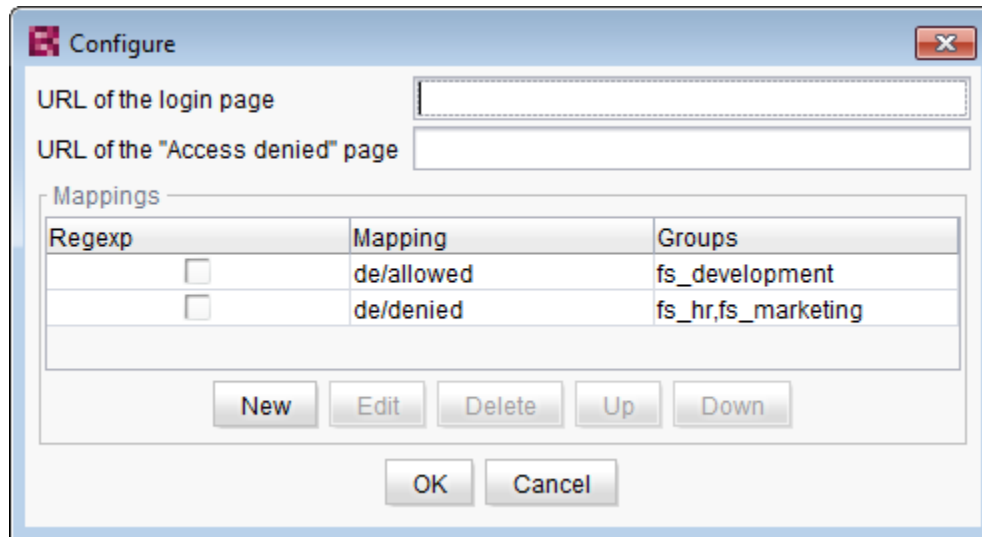 Configure
URL of the login page
URL of the "Access denied" page
Mappings
Regexp Mapping Groups
de/allowed fs_development
de/denied fs_hr,fs_marketing
New Edit Delete Up Down
OK Cancel